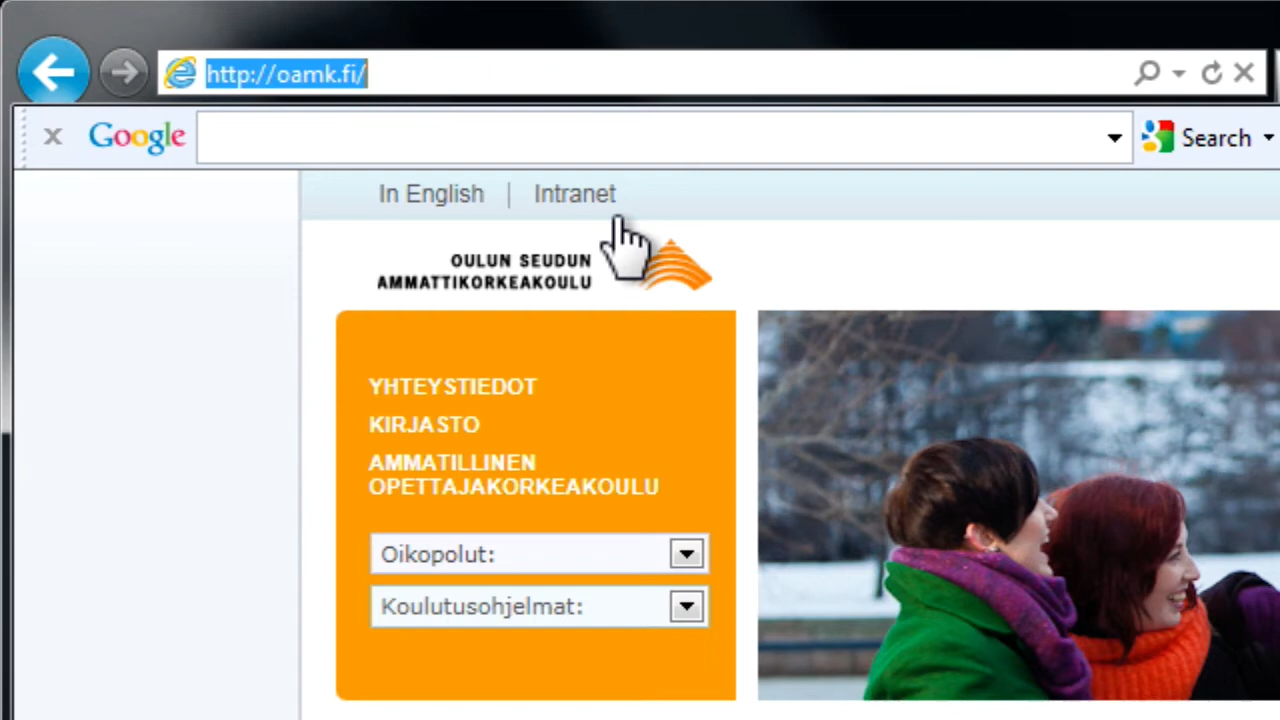 http://oamk.fi/
Google
Search
In English | Intranet
OULUN SEUDUN
AMMATTIKORKEAKOULU
YHTEYSTIEDOT
KIRJASTO
AMMATILLINEN
OPETTAJAKORKEAKOULU
Oikopolut:
Koulutusohjelmat: